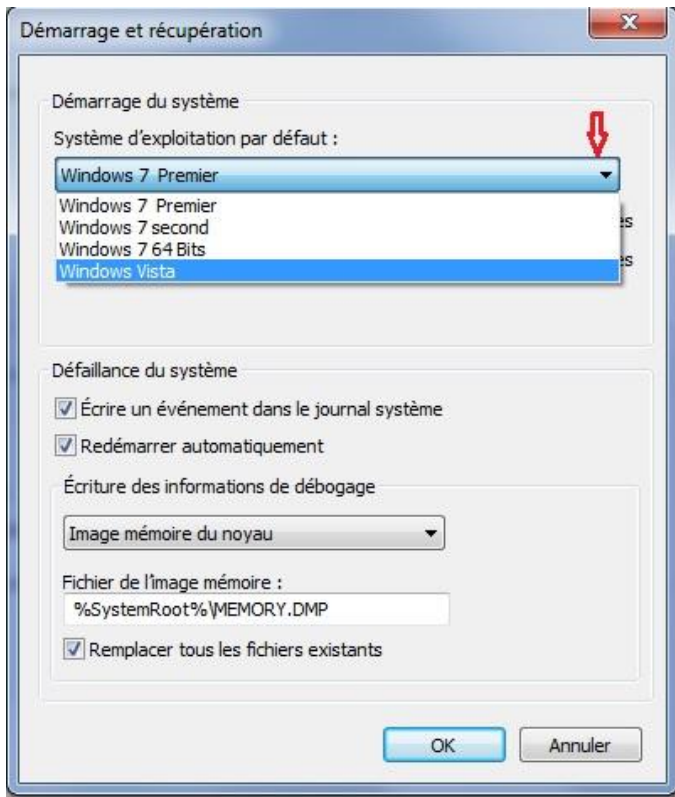 Démarrage et récupération
Démarrage du système
Système d'exploitation par défaut :
Windows 7 Premier
Windows 7 Premier
Windows 7 second
Windows 7 64 Bits
Windows Vista
Défaillance du système
Écrire un événement dans le journal système
Redémarrer automatiquement
Écriture des informations de débogage
Image mémoire du noyau
Fichier de l'image mémoire :
%SystemRoot%\MEMORY.DMP
Remplacer tous les fichiers existants
OK
Annuler